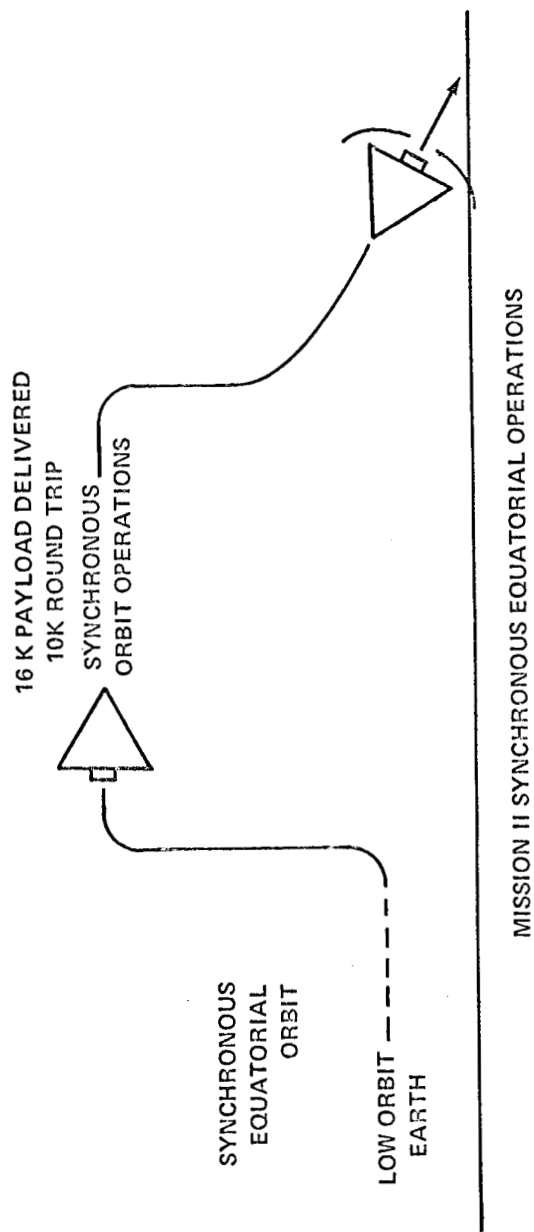 16 K PAYLOAD DELIVERED
10K ROUND TRIP
SYNCHRONOUS
ORBIT OPERATIONS
SYNCHRONOUS
EQUATORIAL
ORBIT
LOW ORBIT
EARTH
MISSION II SYNCHRONOUS EQUATORIAL OPERATIONS